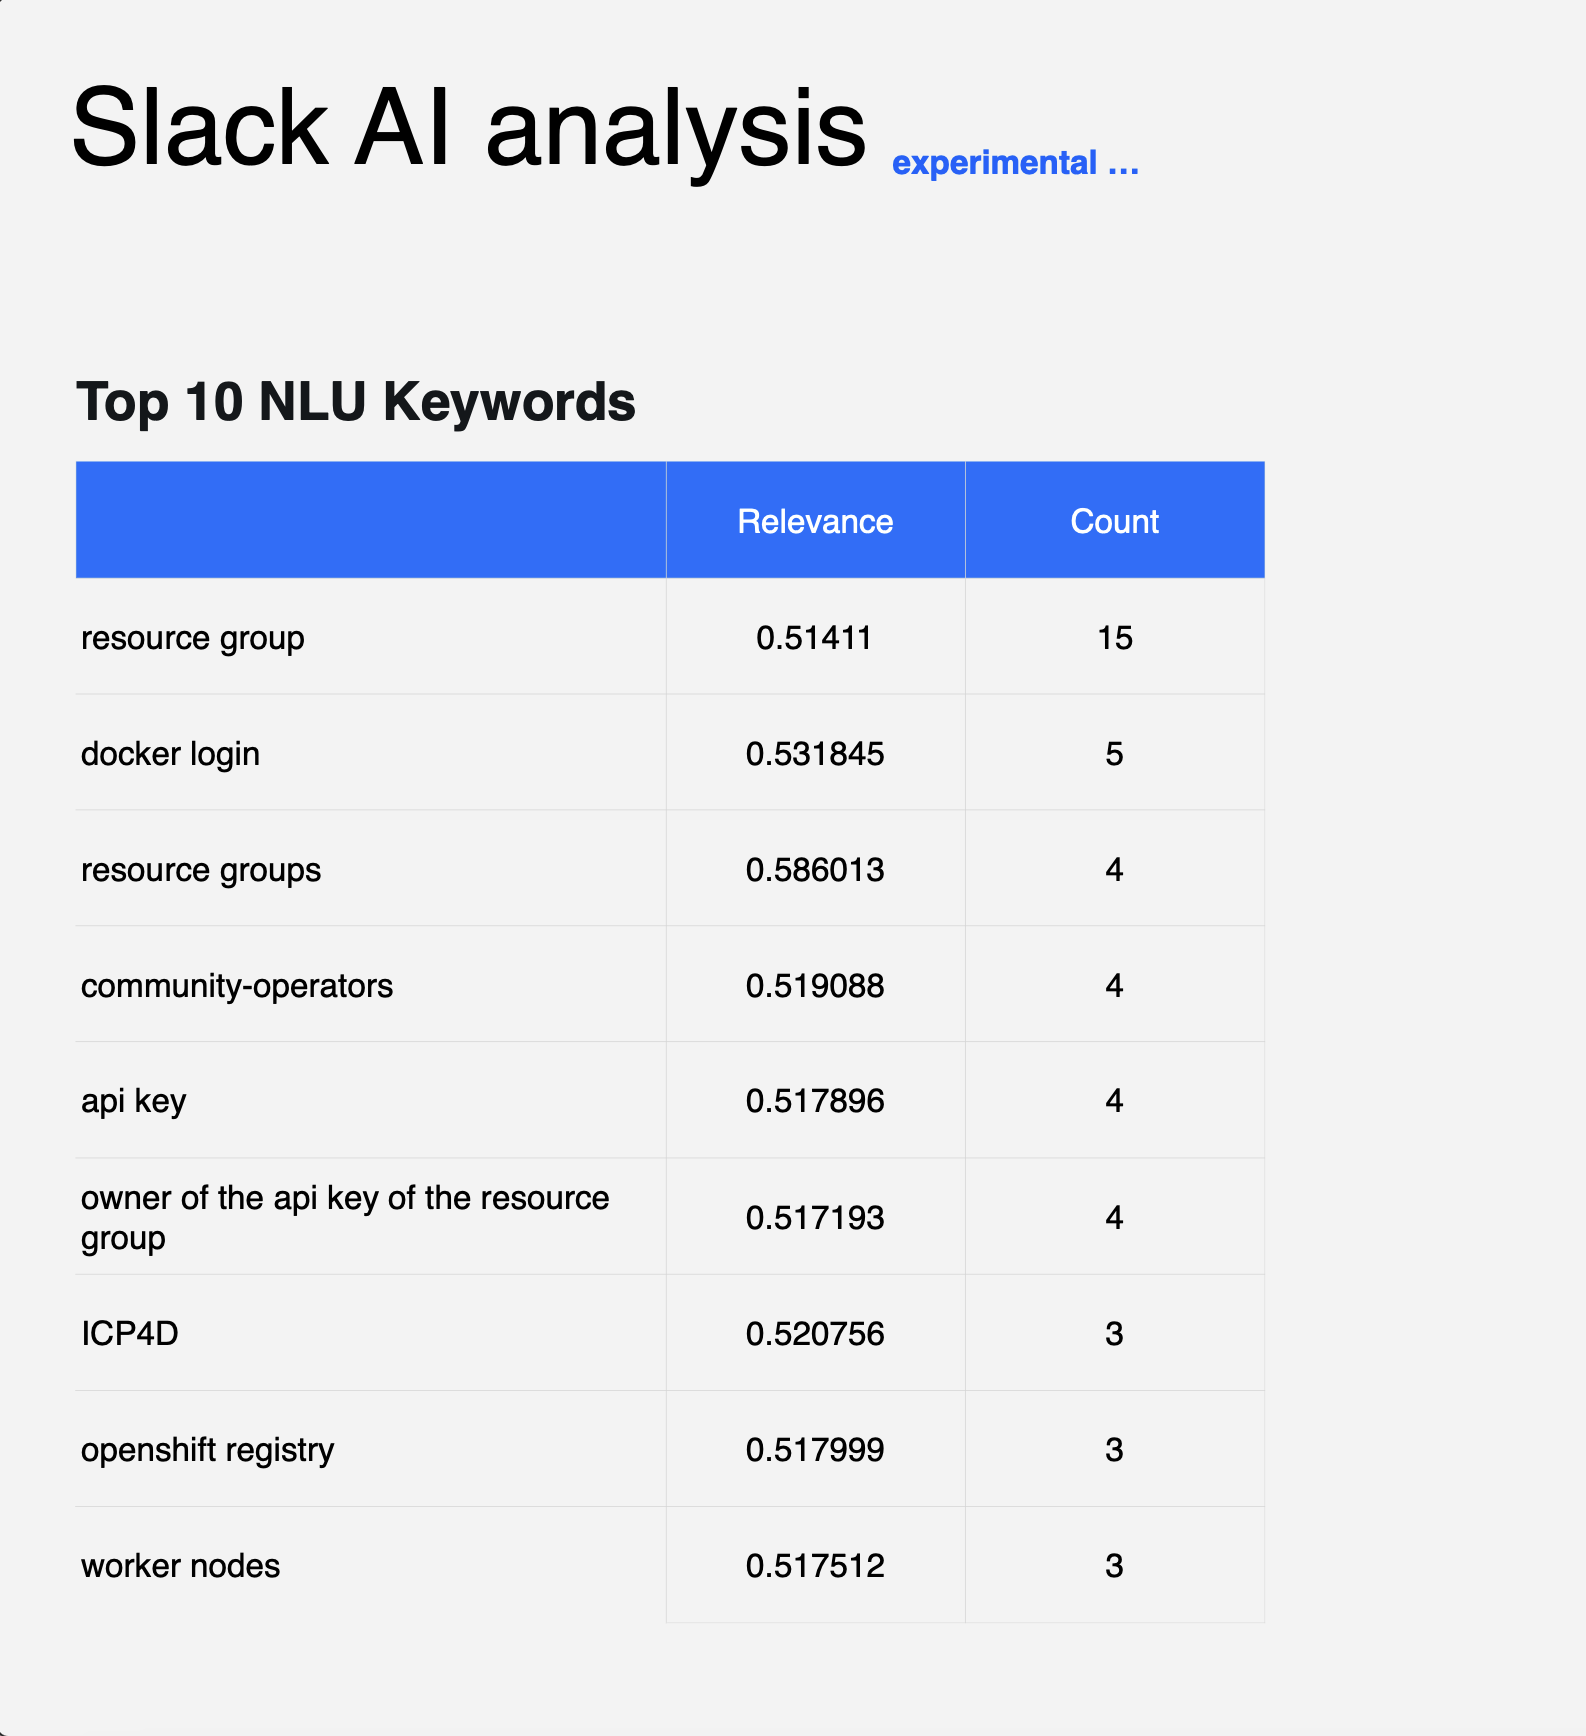 Slack AI analysis experimental ...
Top 10 NLU Keywords
Relevance Count
resource group 0.51411 15
docker login 0.531845 5
resource groups 0.586013 4
community-operators 0.519088 4
api key 0.517896 4
owner of the api key of the resource
group 0.517193 4
ICP4D 0.520756 3
openshift registry 0.517999 3
worker nodes 0.517512 3